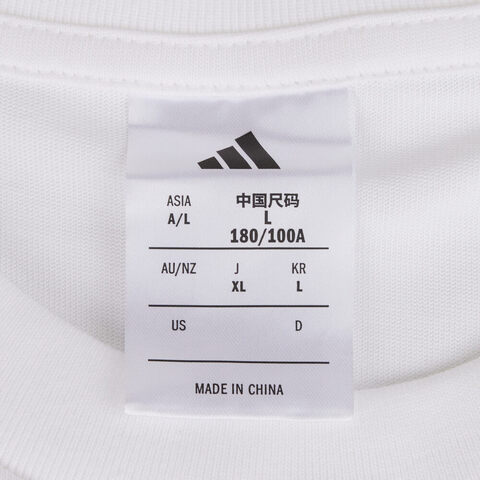 ASIA 中国尺码
A/L L
180/100A
AU/NZ J KR
XL L
US D
MADE IN CHINA